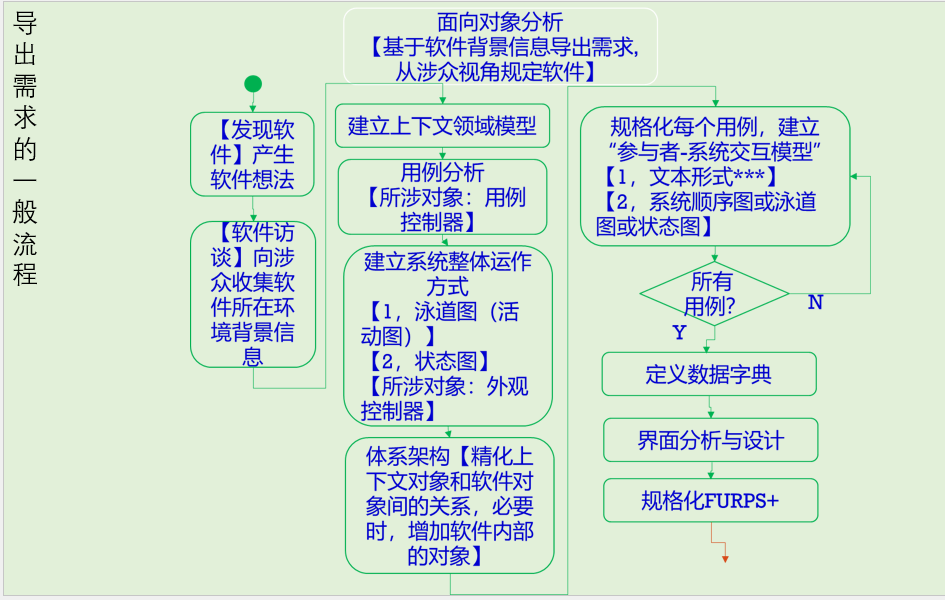 导出需求的一般流程
面向对象分析
【基于软件背景信息导出需求,
从涉众视角规定软件】
【发现软
件】产生
软件想法
【软件访
谈】向涉
众收集软
件所在环
境背景信
息
建立上下文领域模型
用例分析
【所涉对象：用例
控制器】
建立系统整体运作
方式
【1，泳道图（活
动图）】
【2，状态图】
【所涉对象：外观
控制器】
体系架构【精化上
下文对象和软件对
象间的关系，必要
时，增加软件内部
的对象】
规格化每个用例，建立
“参与者-系统交互模型”
【1，文本形式***】
【2，系统顺序图或泳道
图或状态图】
所有
用例?
N
Y
定义数据字典
界面分析与设计
规格化FURPS+